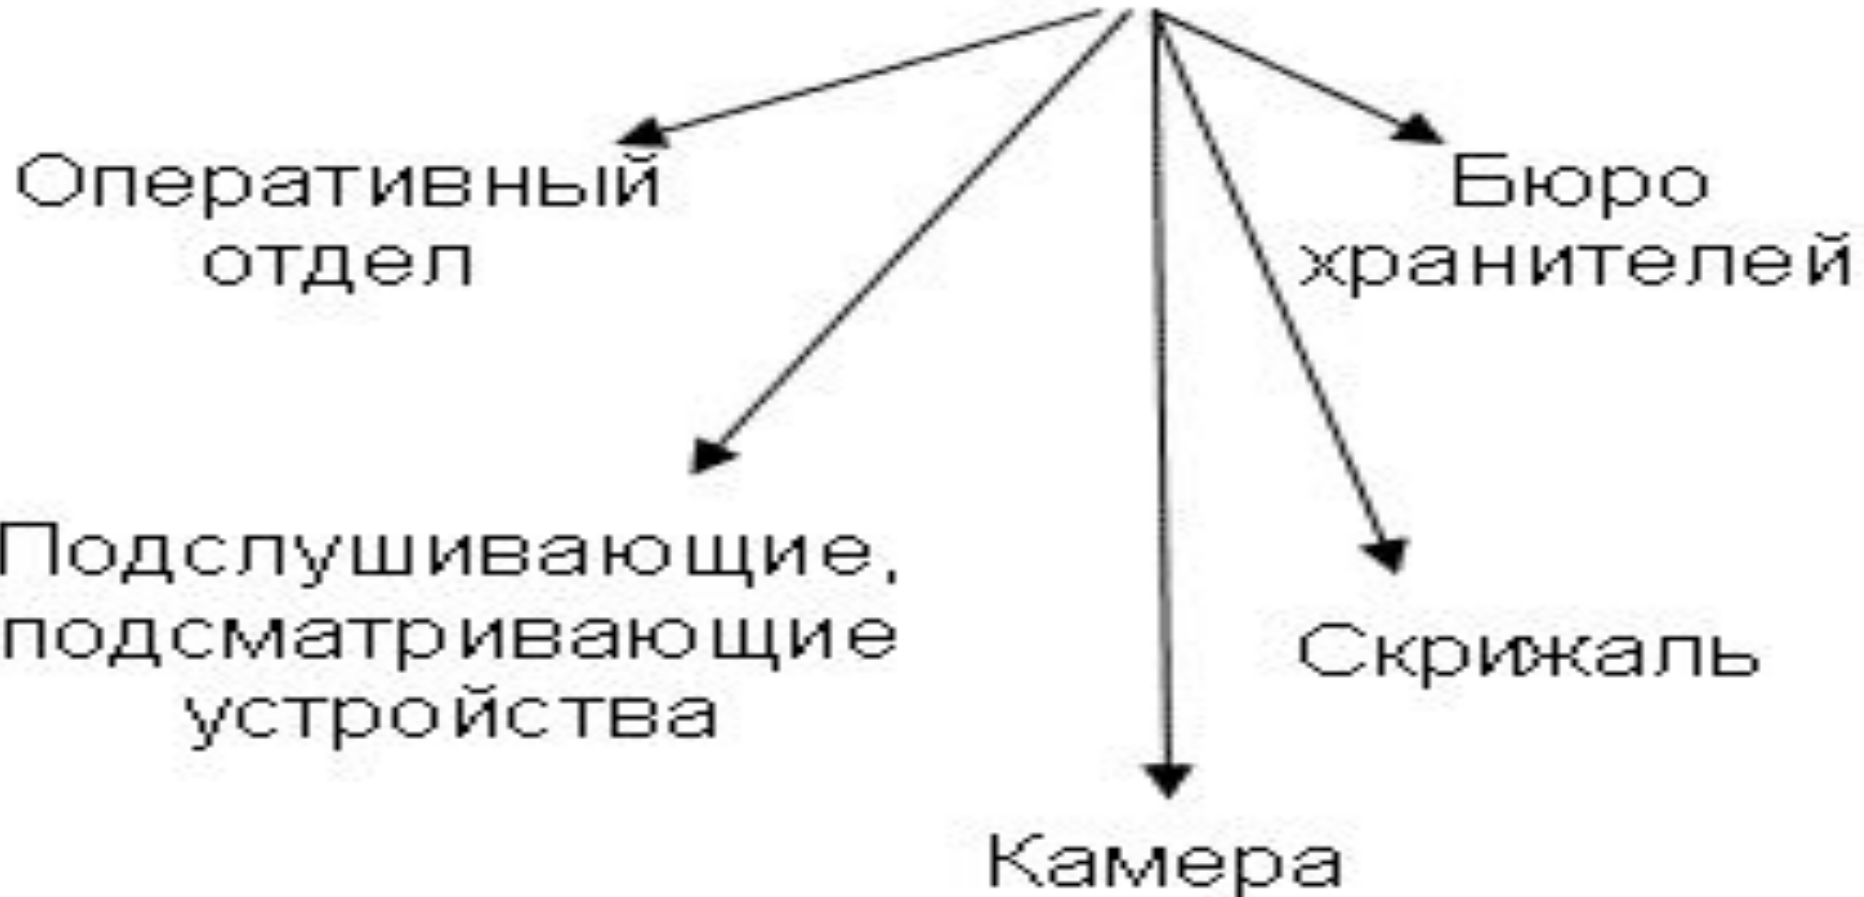 Оперативный
отдел
Бюро
хранителей
Подслушивающие,
подсматривающие
устройства
Скрижаль
Камера